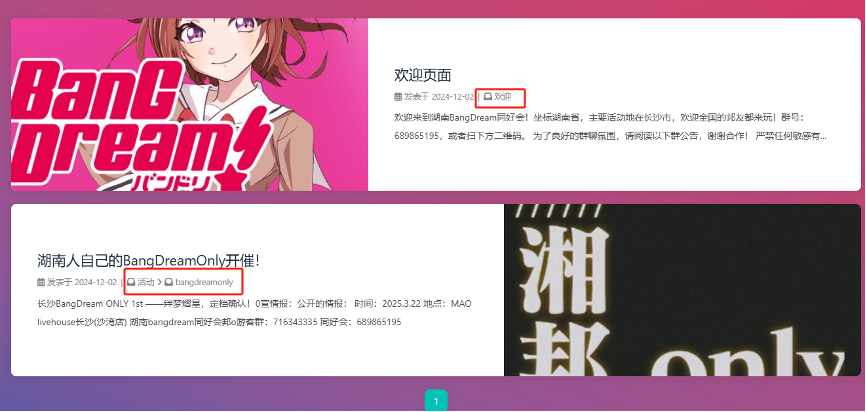 BanG
Dream!
バンドリ
欢迎页面
发表于 2024-12-02 | 欢迎
欢迎来到湖南BangDream同好会！坐标湖南省，主要活动地在长沙市，欢迎全国的邦友都来玩！群号：
689865195，或者扫下方二维码。 为了良好的群聊氛围，请阅读以下群公告，谢谢合作！ 严禁任何敏感有...
湖南人自己的BangDreamOnly开催！
发表于 2024-12-02 | 活动 > bangdreamonly
长沙BangDream ONLY 1st ——绊梦熠星，定档确认！0宣情报：公开的情报； 时间：2025.3.22 地点：MAO
livehouse长沙(沙湾店) 湖南bangdream同好会邦o游客群：716343335 同好会：689865195
湘
邦 only
1